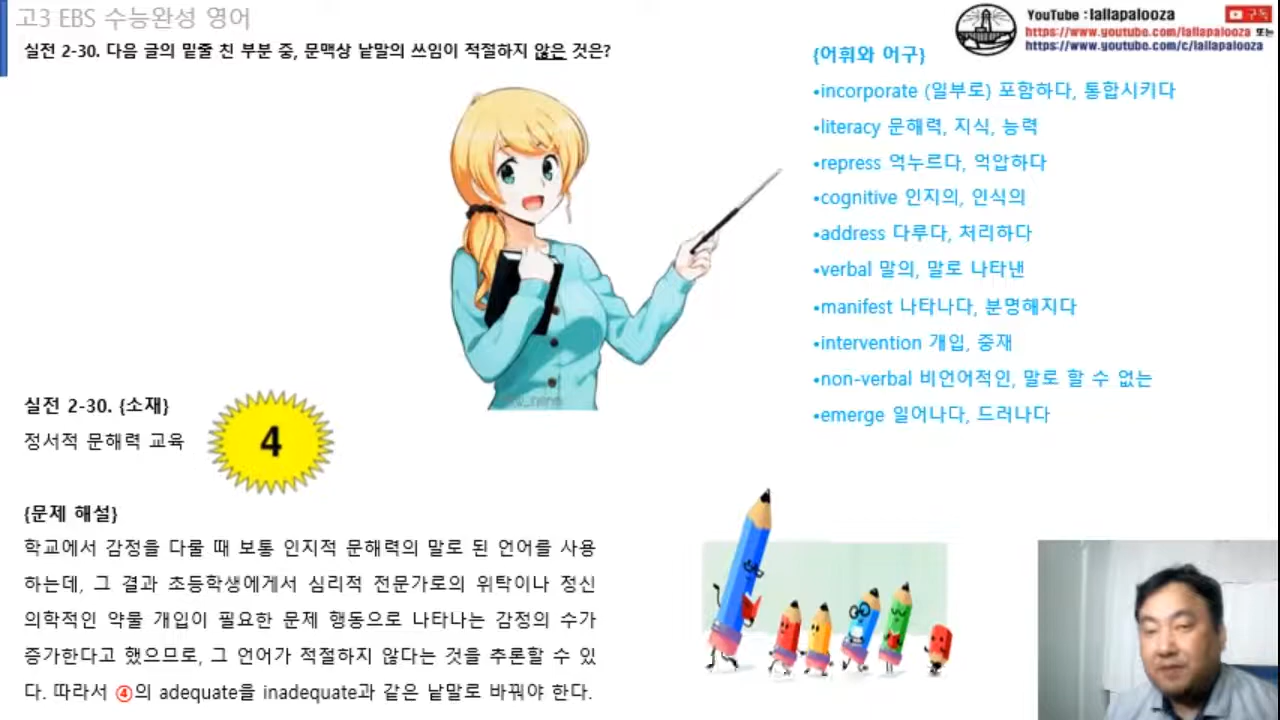 고3 EBS 수능완성 영어
실전 2-30. 다음 글의 밑줄 친 부분 중, 문맥상 낱말의 쓰임이 적절하지 않은 것은?
YouTube : lallapalooza
구독
https://www.youtube.com/lallapalooza 또는
https://www.youtube.com/c/lallapalooza
{어휘와 어구}
•incorporate (일부로) 포함하다, 통합시키다
•literacy 문해력, 지식, 능력
•repress 억누르다, 억압하다
•cognitive 인지의, 인식의
•address 다루다, 처리하다
•verbal 말의, 말로 나타낸
•manifest 나타나다, 분명해지다
•intervention 개입, 중재
•non-verbal 비언어적인, 말로 할 수 없는
•emerge 일어나다, 드러나다
실전 2-30. {소재}
정서적 문해력 교육
4
{문제 해설}
학교에서 감정을 다룰 때 보통 인지적 문해력의 말로 된 언어를 사용
하는데, 그 결과 초등학생에게서 심리적 전문가로의 위탁이나 정신
의학적인 약물 개입이 필요한 문제 행동으로 나타나는 감정의 수가
증가한다고 했으므로, 그 언어가 적절하지 않다는 것을 추론할 수 있
다. 따라서 ④의 adequate을 inadequate과 같은 낱말로 바꿔야 한다.